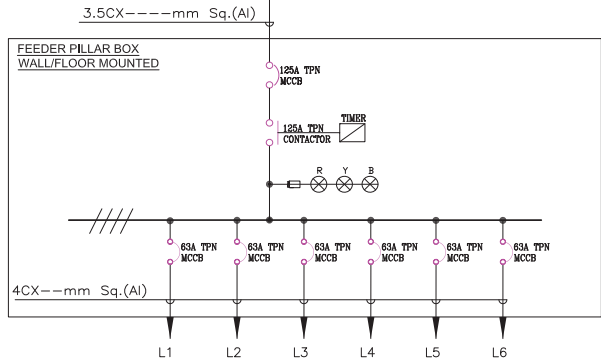 3.5CX----mm Sq.(Al)
FEEDER PILLAR BOX
WALL/FLOOR MOUNTED
125A TPN
MCCB
TIMER
125A TPN
CONTACTOR
R Y B
63A TPN 63A TPN 63A TPN 63A TPN 63A TPN 63A TPN
MCCB MCCB MCCB MCCB MCCB MCCB
4CX--mm Sq.(Al)
L1 L2 L3 L4 L5 L6